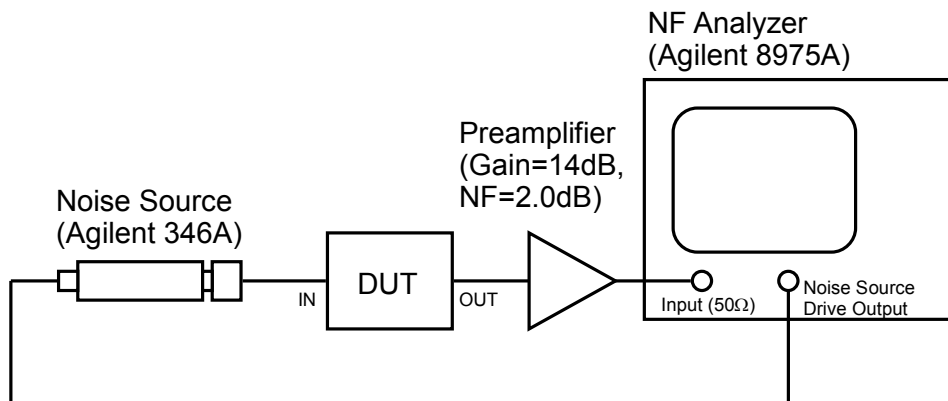 NF Analyzer
(Agilent 8975A)
Preamplifier
(Gain=14dB,
NF=2.0dB)
Noise Source
(Agilent 346A)
IN
DUT
OUT
Input (50Ω)
Noise Source
Drive Output